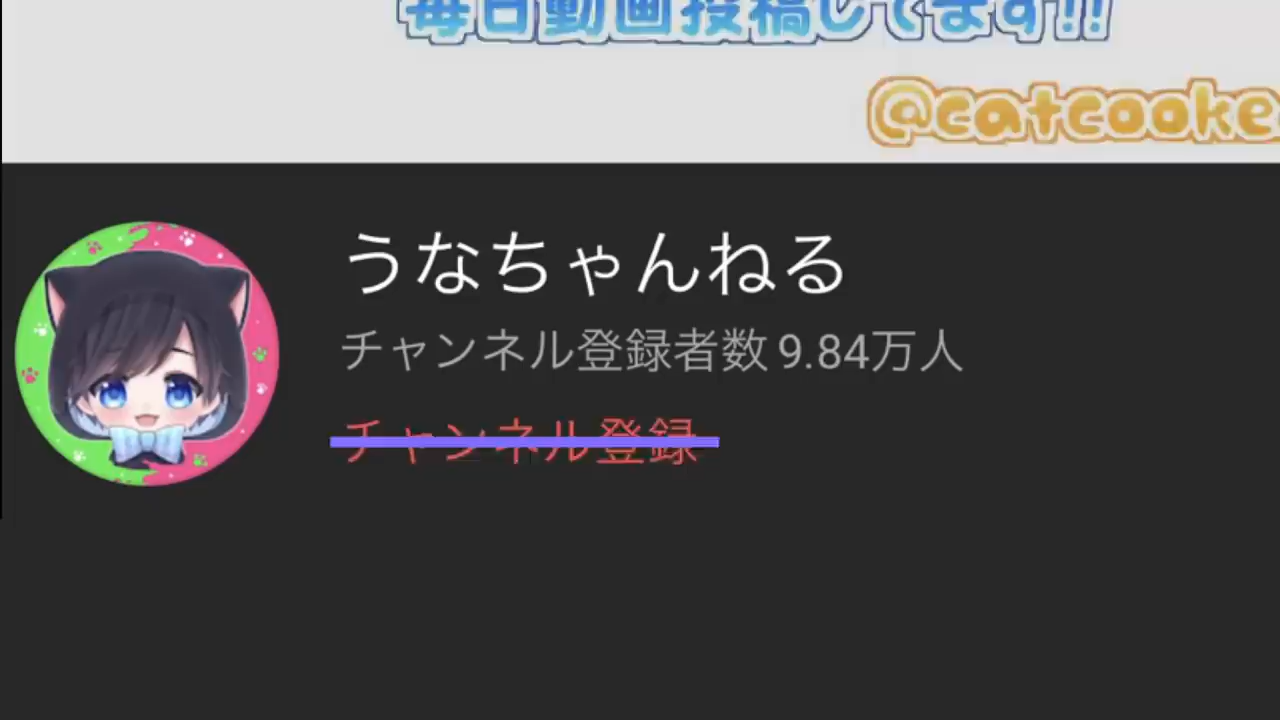 毎日動画投稿してます!!
@catcooke
うなちゃんねる
チャンネル登録者数 9.84万人
チャンネル登録